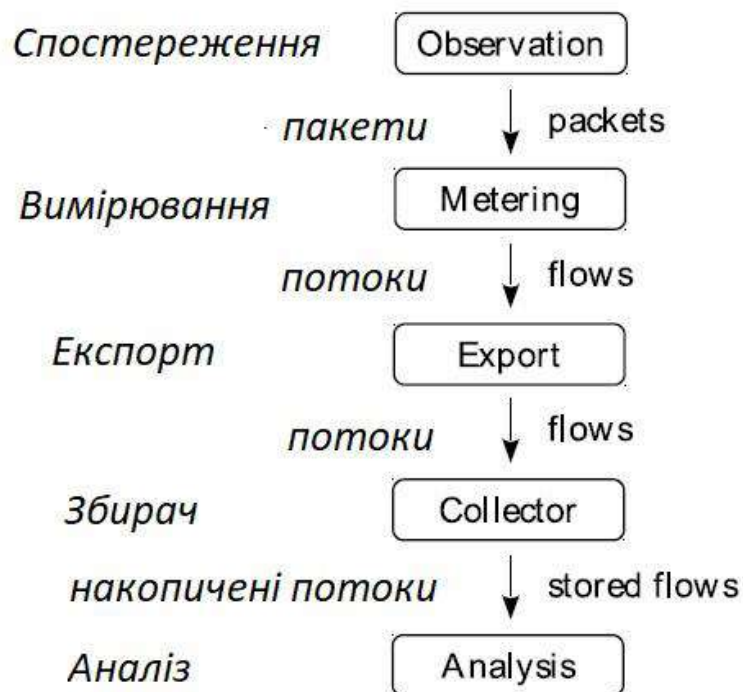 Спостереження Observation
пакети packets
Вимірювання Metering
потоки flows
Експорт Export
потоки flows
Збирач Collector
накопичені потоки stored flows
Аналіз Analysis